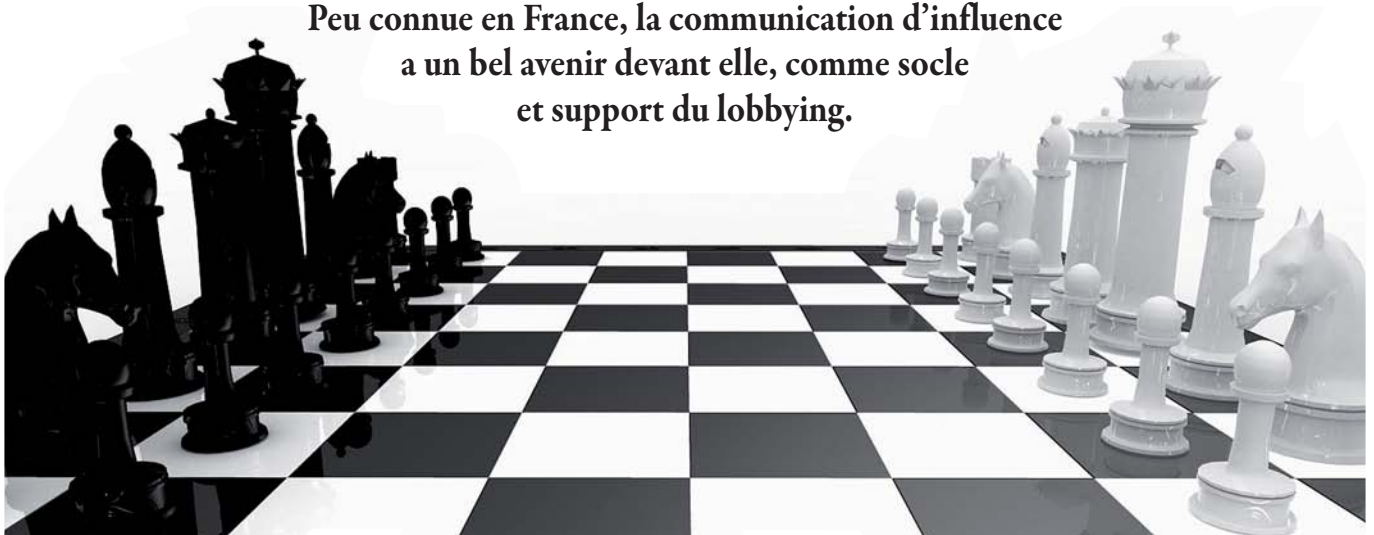 Peu connue en France, la communication d’influence
a un bel avenir devant elle, comme socle
et support du lobbying.